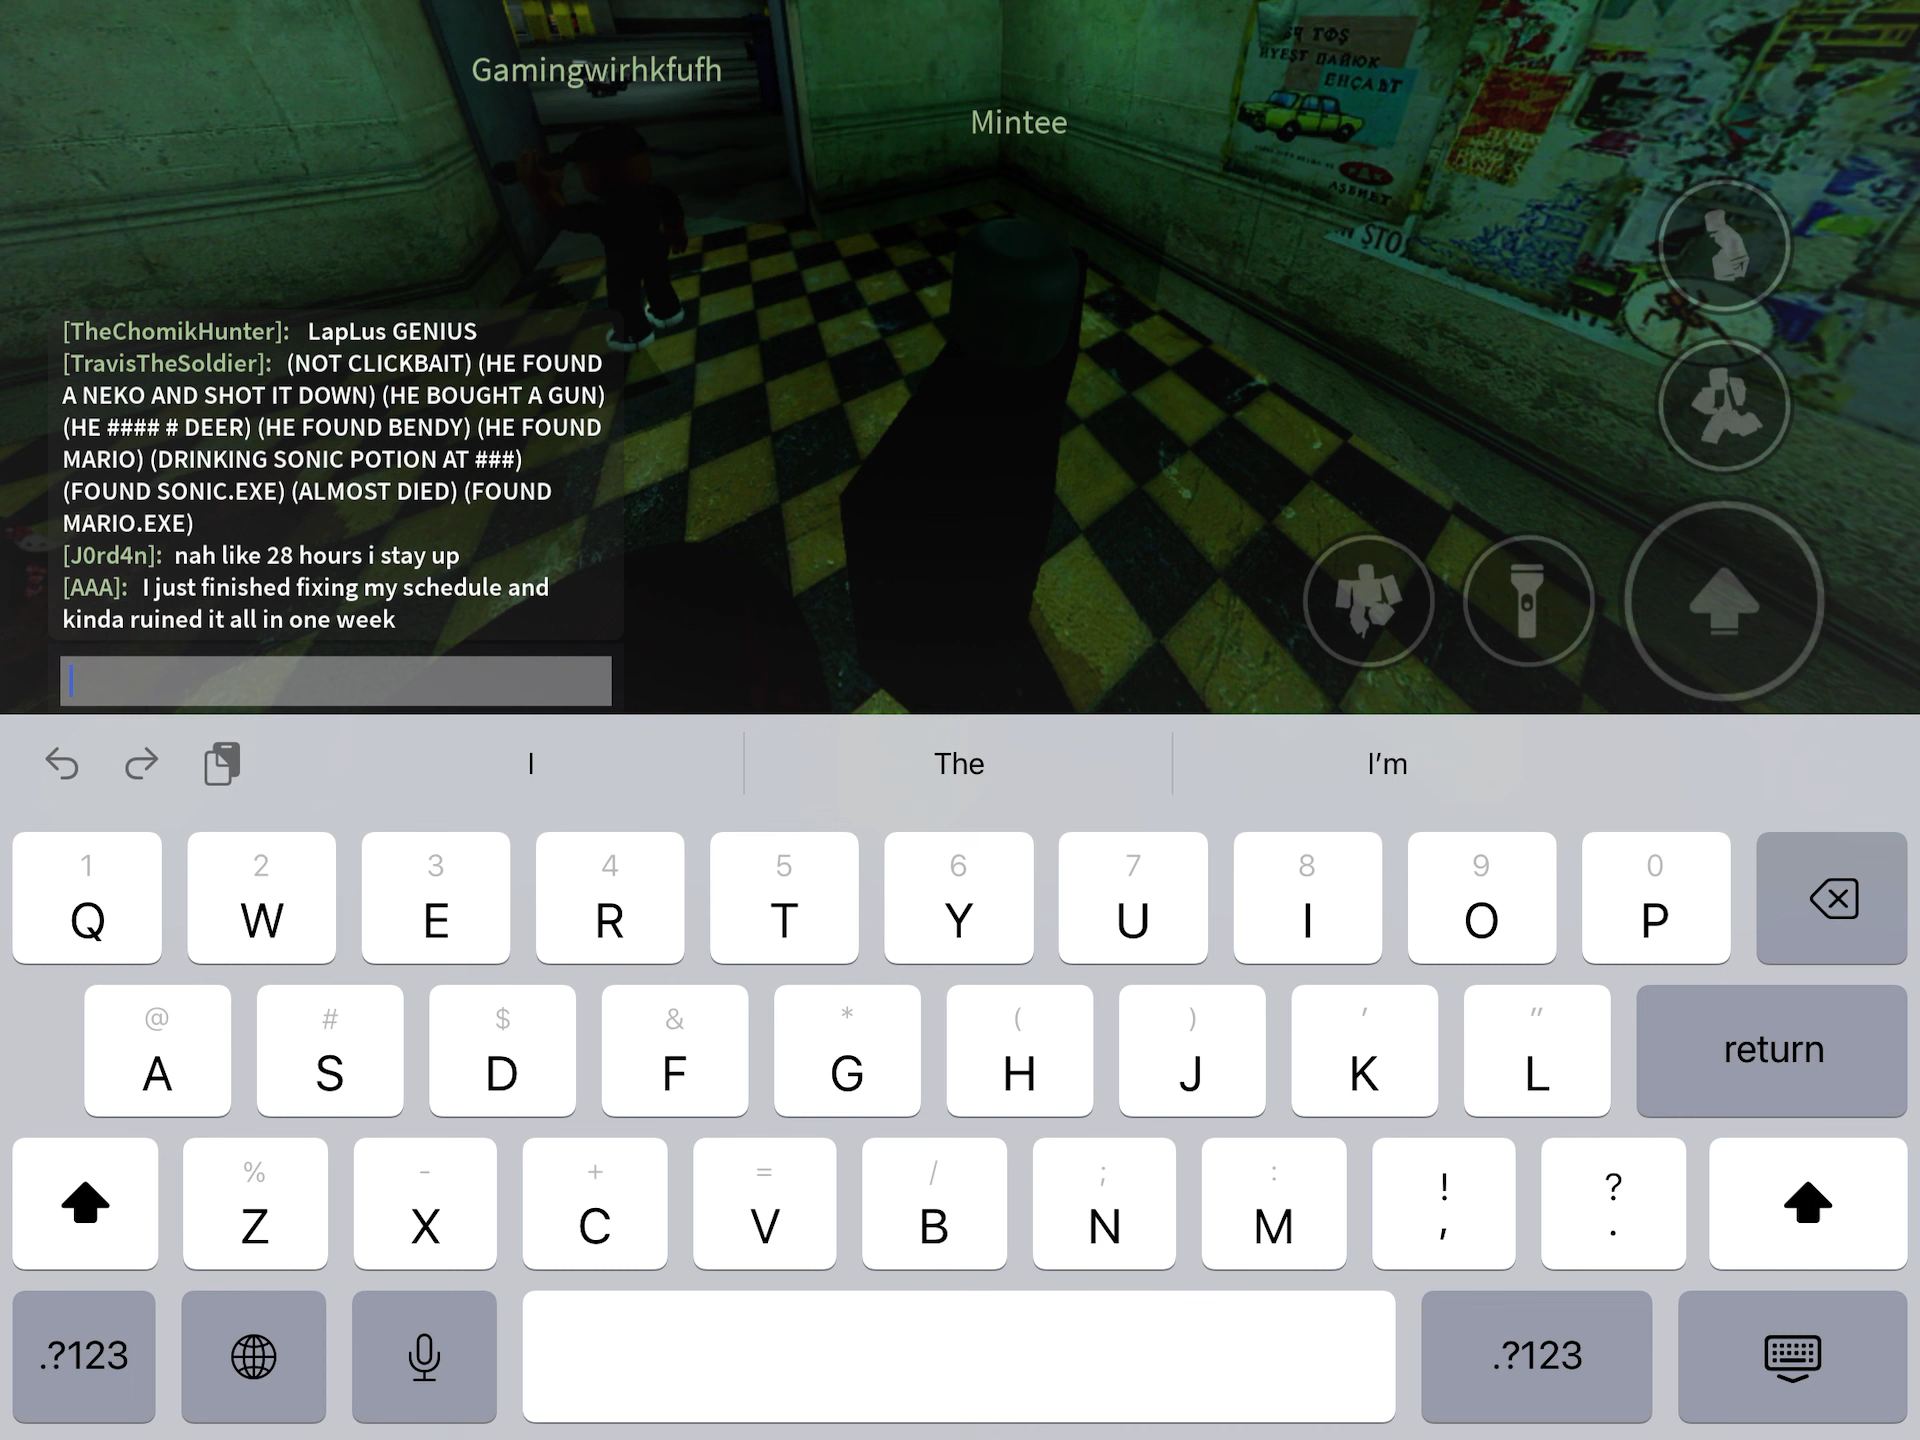 Gamingwirhkfufh
Mintee
ЕНСАВТ
[TheChomikHunter]: LapLus GENIUS
[TravisTheSoldier]: (NOT CLICKBAIT) (HE FOUND
A NEKO AND SHOT IT DOWN) (HE BOUGHT A GUN)
(HE #### # DEER) (HE FOUND BENDY) (HE FOUND
MARIO) (DRINKING SONIC POTION AT ###)
(FOUND SONIC.EXE) (ALMOST DIED) (FOUND
MARIO.EXE)
[J0rd4n]: nah like 28 hours i stay up
[AAA]: I just finished fixing my schedule and
kinda ruined it all in one week
I The I’m
1 2 3 4 5 6 7 8 9 0
Q W E R T Y U I O P
@ # $ & * ( ) ' "
A S D F G H J K L return
% - + = / ; : ! ?
Z X C V B N M , .
.?123 .?123